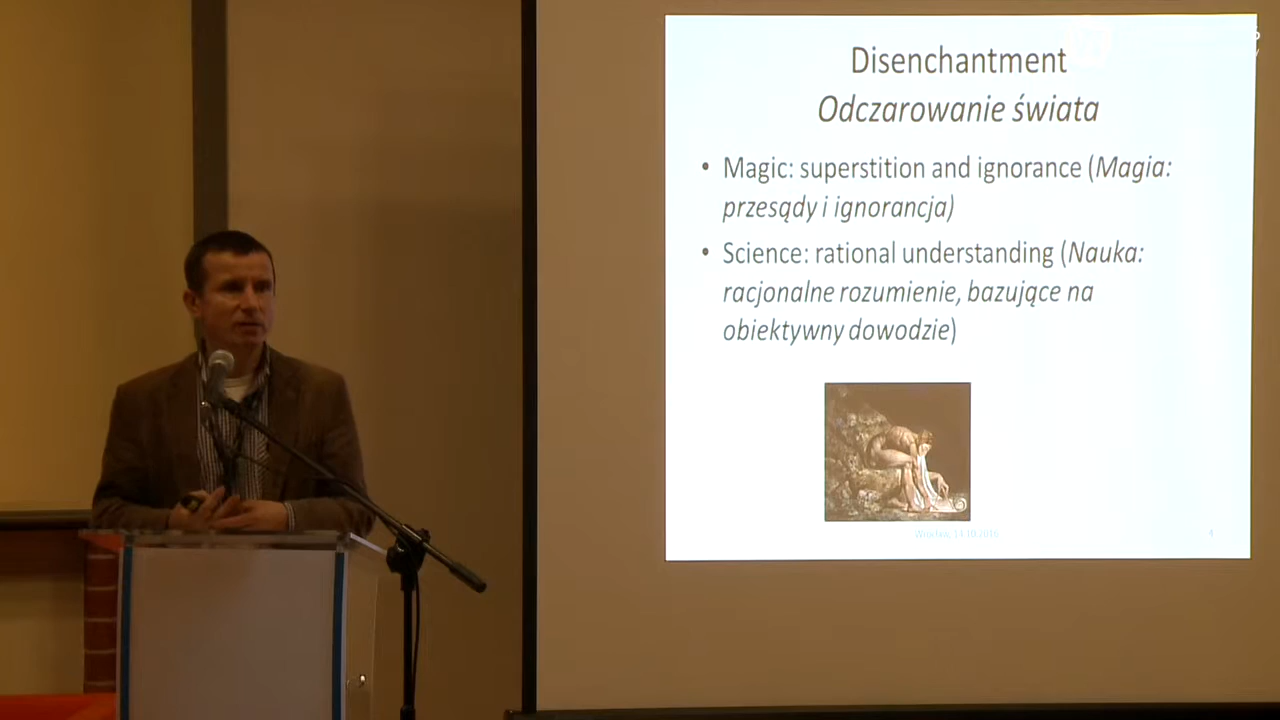 Disenchantment
Odczarowanie świata
• Magic: superstition and ignorance (Magia:
przesądy i ignorancja)
• Science: rational understanding (Nauka:
racjonalne rozumienie, bazujące na
obiektywny dowodzie)
4